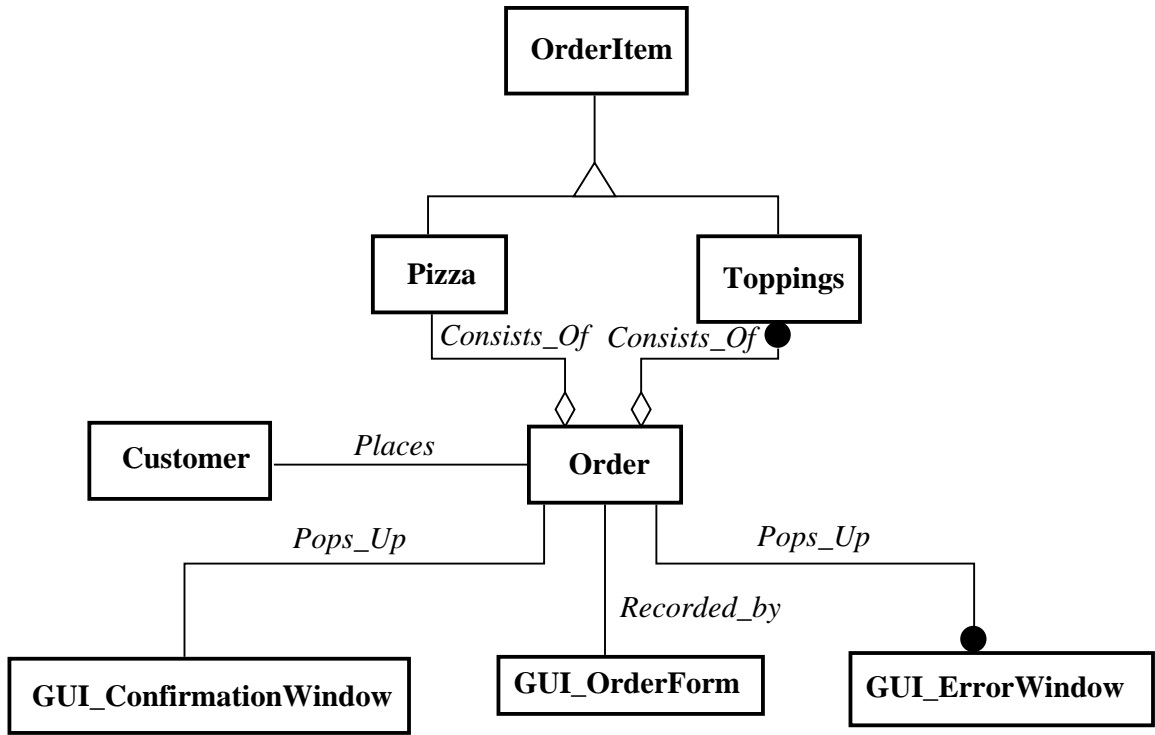 OrderItem
Pizza
Toppings
Consists_Of
Consists_Of
Customer
Places
Order
Pops_Up
Pops_Up
Recorded_by
GUI_ConfirmationWindow
GUI_OrderForm
GUI_ErrorWindow